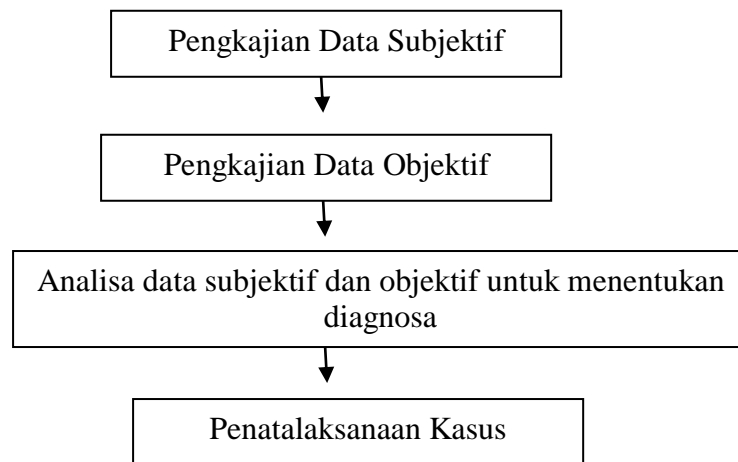 Pengkajian Data Subjektif
Pengkajian Data Objektif
Analisa data subjektif dan objektif untuk menentukan
diagnosa
Penatalaksanaan Kasus